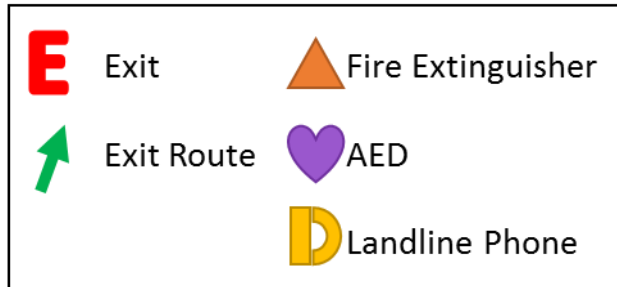 E Exit
Fire Extinguisher
Exit Route
AED
Landline Phone